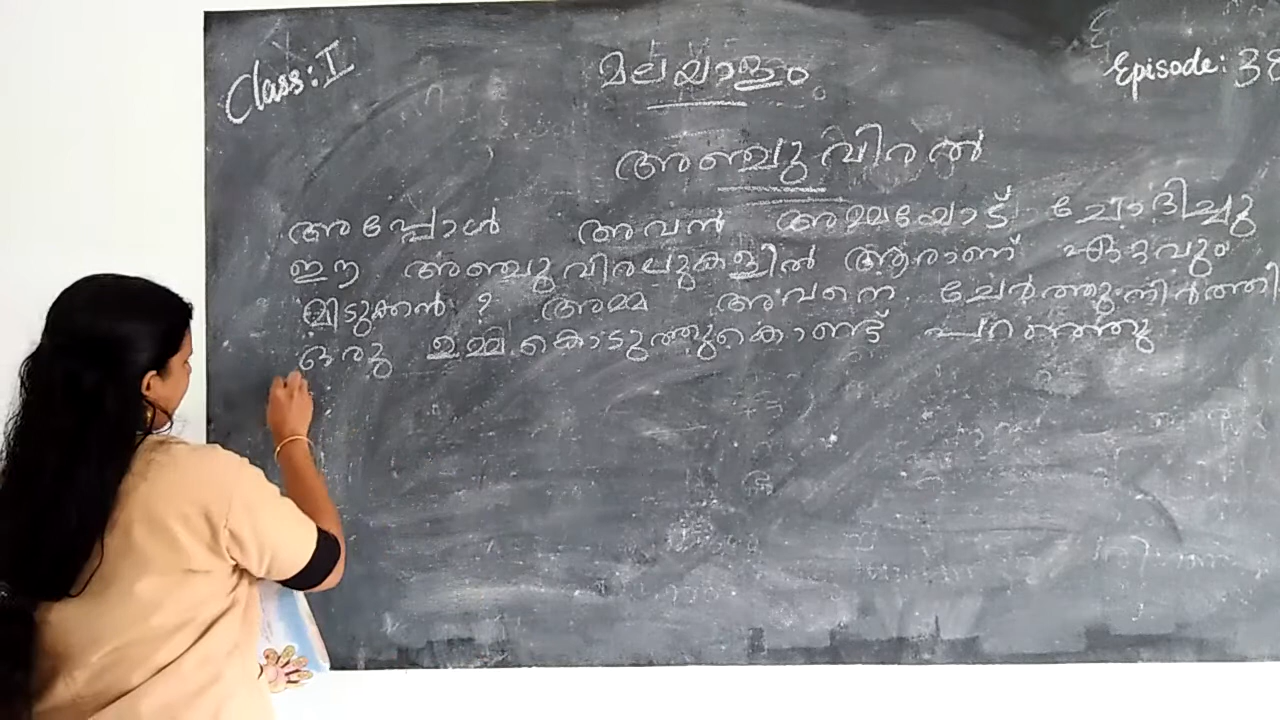 Class: II
മലയാളം
Episode: 38
അഞ്ചുവിരൽ
അപ്പോൾ അവൻ അമ്മയോട് ചോദിച്ചു
ഈ അഞ്ചുവിരലുകളിൽ ആരാണ് ഏറ്റവും
മിടുക്കൻ? അമ്മ അവനെ ചേർത്തുനിർത്തി
ഒരു ഉമ്മ കൊടുത്തുകൊണ്ട് പറഞ്ഞു